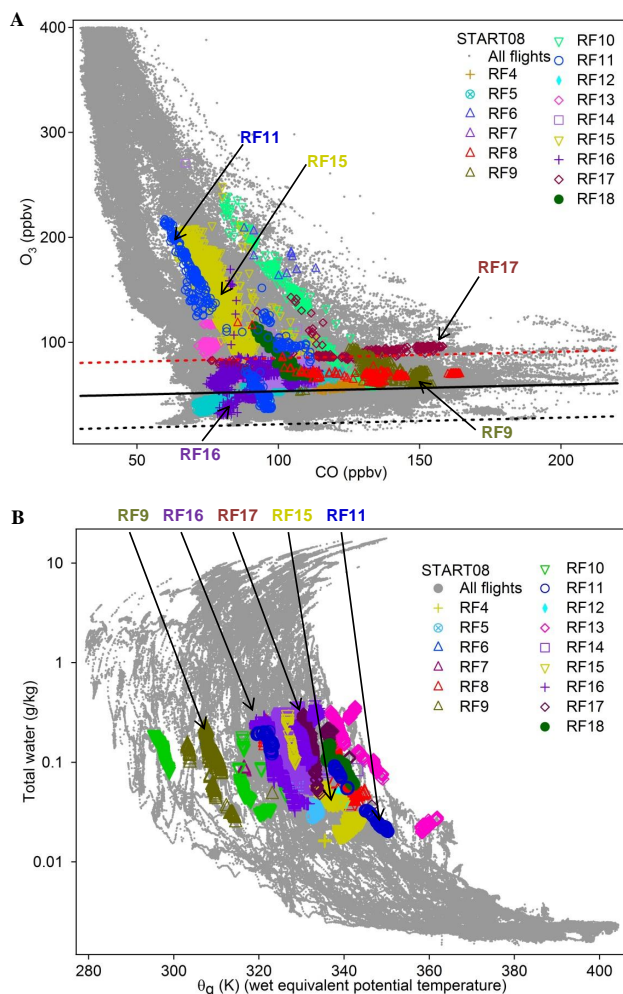 A
400
300
200
100
0
O3 (ppbv)
50
100
150
200
CO (ppbv)
START08
All flights
RF4
RF5
RF6
RF7
RF8
RF9
RF10
RF11
RF12
RF13
RF14
RF15
RF16
RF17
RF18
RF11
RF15
RF17
RF16
RF9
B
RF9 RF16 RF17 RF15 RF11
10
1
0.1
0.01
Total water (g/kg)
280
300
320
340
360
380
400
θq (K) (wet equivalent potential temperature)
START08
All flights
RF4
RF5
RF6
RF7
RF8
RF9
RF10
RF11
RF12
RF13
RF14
RF15
RF16
RF17
RF18